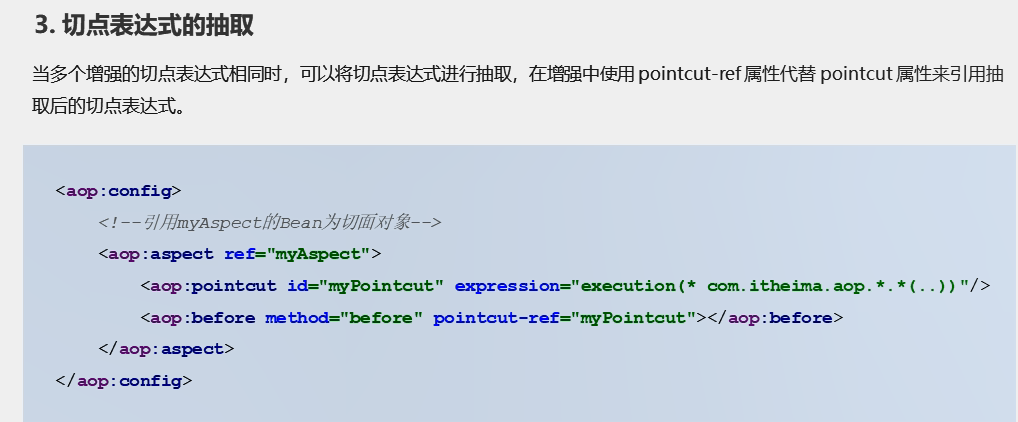 3. 切点表达式的抽取
当多个增强的切点表达式相同时，可以将切点表达式进行抽取，在增强中使用 pointcut-ref 属性代替 pointcut 属性来引用抽
取后的切点表达式。
<aop:config>
    <!--引用myAspect的Bean为切面对象-->
    <aop:aspect ref="myAspect">
        <aop:pointcut id="myPointcut" expression="execution(* com.itheima.aop.*.*(..))"/>
        <aop:before method="before" pointcut-ref="myPointcut"></aop:before>
    </aop:aspect>
</aop:config>